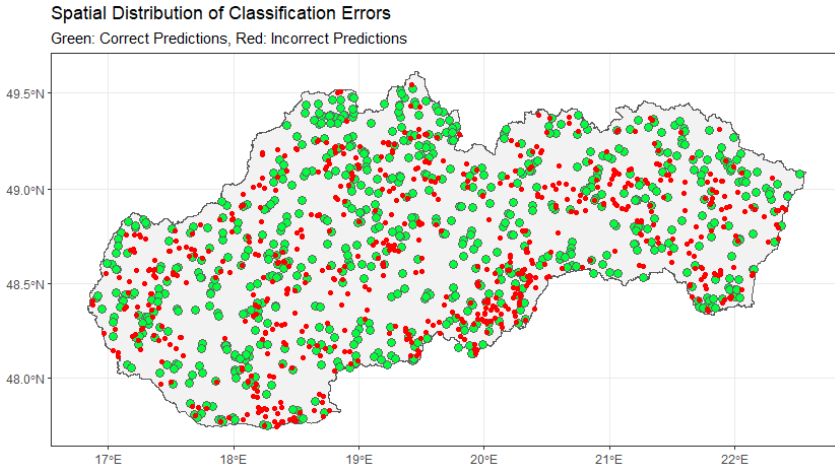 Spatial Distribution of Classification Errors
Green: Correct Predictions, Red: Incorrect Predictions
49.5°N
49.0°N
48.5°N
48.0°N
17°E 18°E 19°E 20°E 21°E 22°E